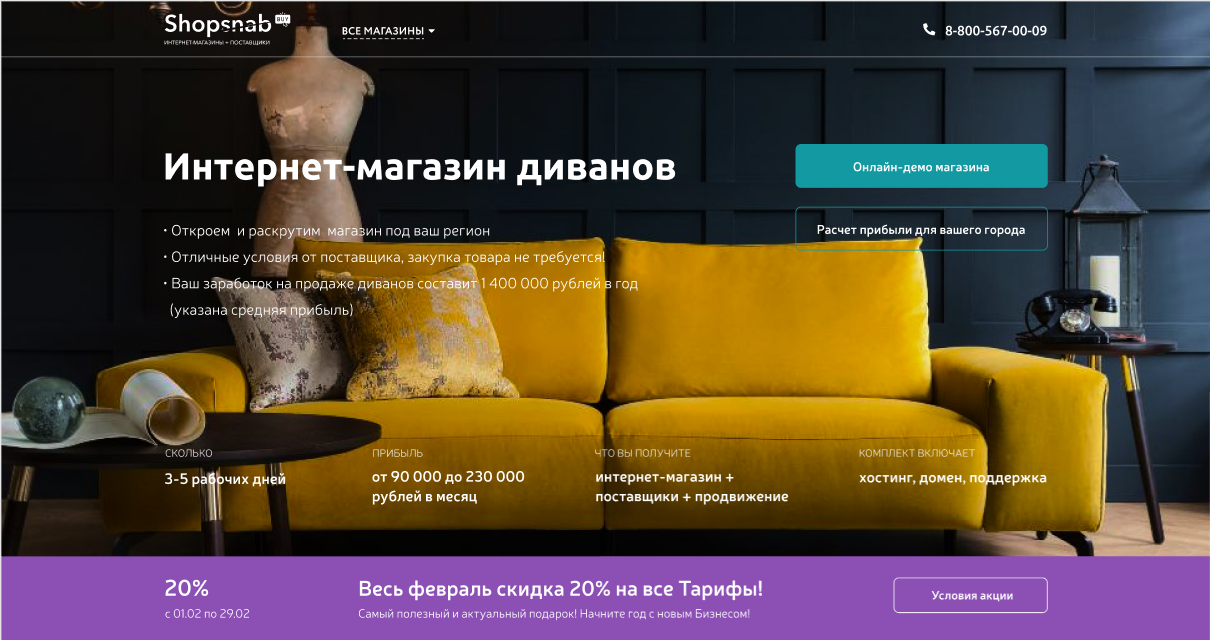 Shopsnab BUY
ИНТЕРНЕТ-МАГАЗИНЫ + ПОСТАВЩИКИ
ВСЕ МАГАЗИНЫ
8-800-567-00-09
Интернет-магазин диванов
Онлайн-демо магазина
• Откроем и раскрутим магазин под ваш регион
Расчет прибыли для вашего города
• Отличные условия от поставщика, закупка товара не требуется!
• Ваш заработок на продаже диванов составит 1 400 000 рублей в год
(указана средняя прибыль)
СКОЛЬКО
3-5 рабочих дней
ПРИБЫЛЬ
от 90 000 до 230 000
рублей в месяц
ЧТО ВЫ ПОЛУЧИТЕ
интернет-магазин +
поставщики + продвижение
КОМПЛЕКТ ВКЛЮЧАЕТ
хостинг, домен, поддержка
20%
с 01.02 по 29.02
Весь февраль скидка 20% на все Тарифы!
Самый полезный и актуальный подарок! Начните год с новым Бизнесом!
Условия акции